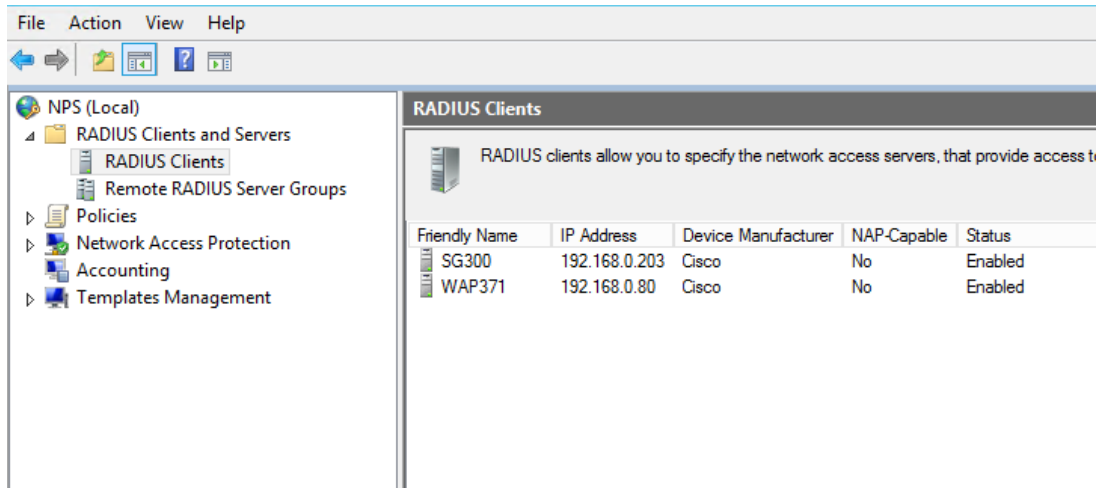 File Action View Help
NPS (Local)
RADIUS Clients and Servers
RADIUS Clients
Remote RADIUS Server Groups
Policies
Network Access Protection
Accounting
Templates Management
RADIUS Clients
RADIUS clients allow you to specify the network access servers, that provide access
Friendly Name IP Address Device Manufacturer NAP-Capable Status
SG300 192.168.0.203 Cisco No Enabled
WAP371 192.168.0.80 Cisco No Enabled